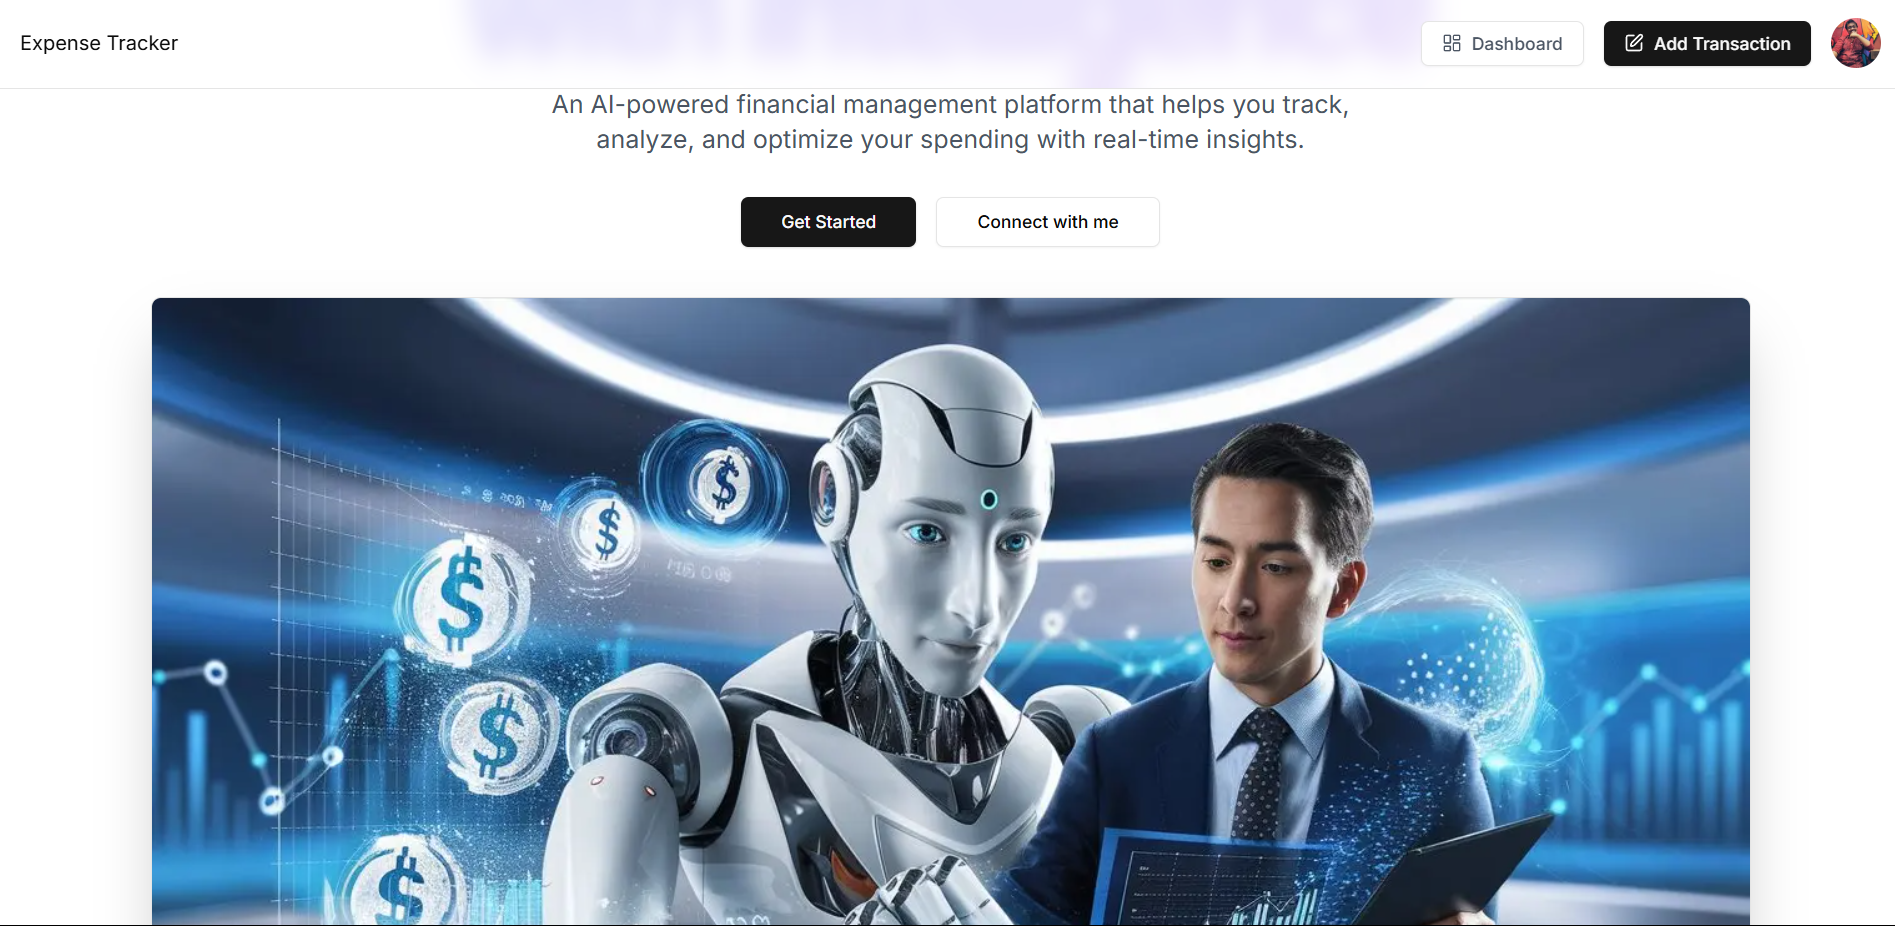 Expense Tracker
Dashboard
Add Transaction
An AI-powered financial management platform that helps you track,
analyze, and optimize your spending with real-time insights.
Get Started
Connect with me
$
$
$
$
$